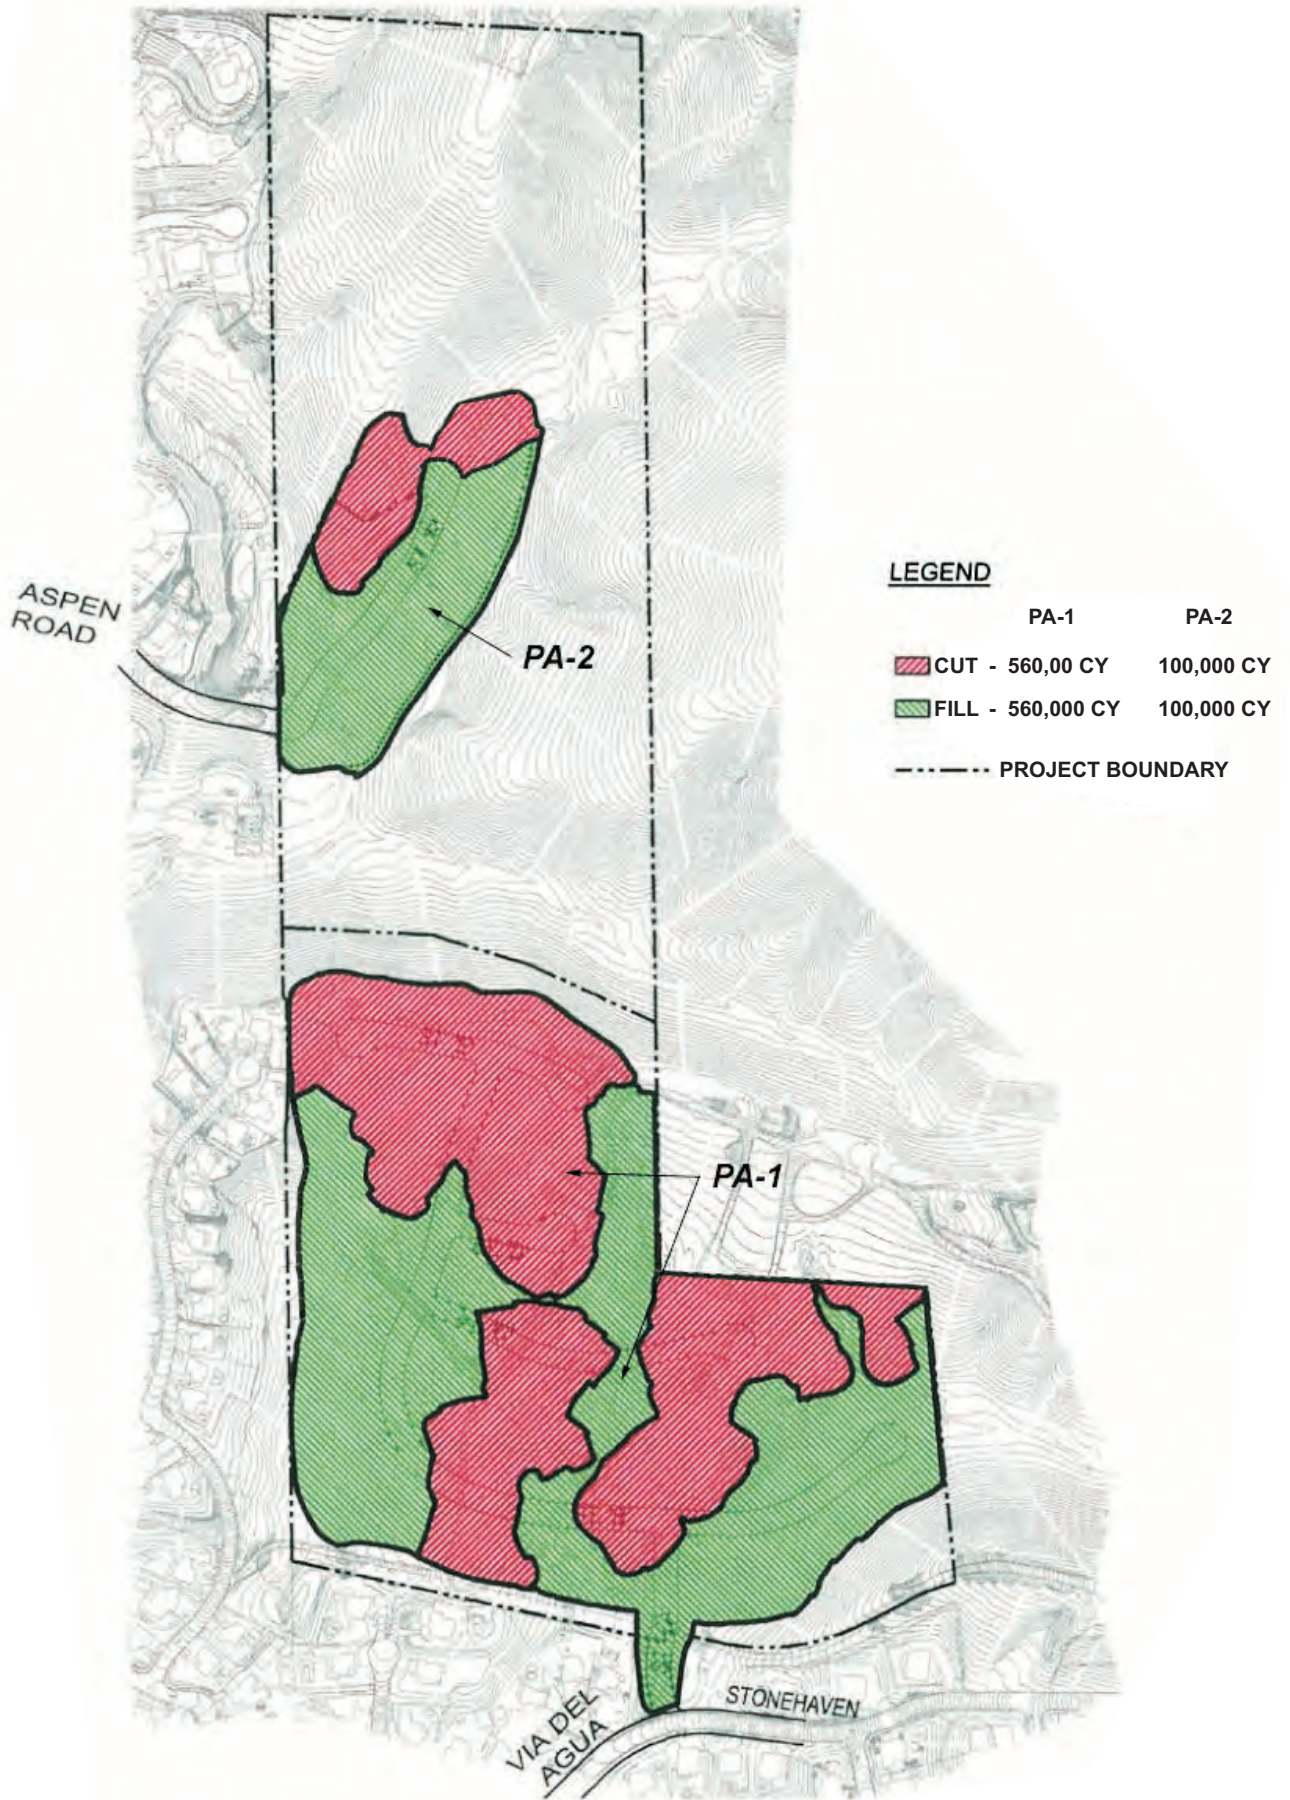 ASPEN
ROAD
PA-2
LEGEND
PA-1 PA-2
CUT - 560,00 CY 100,000 CY
FILL - 560,000 CY 100,000 CY
PROJECT BOUNDARY
PA-1
STONEHAVEN
VIA DEL
AGUA